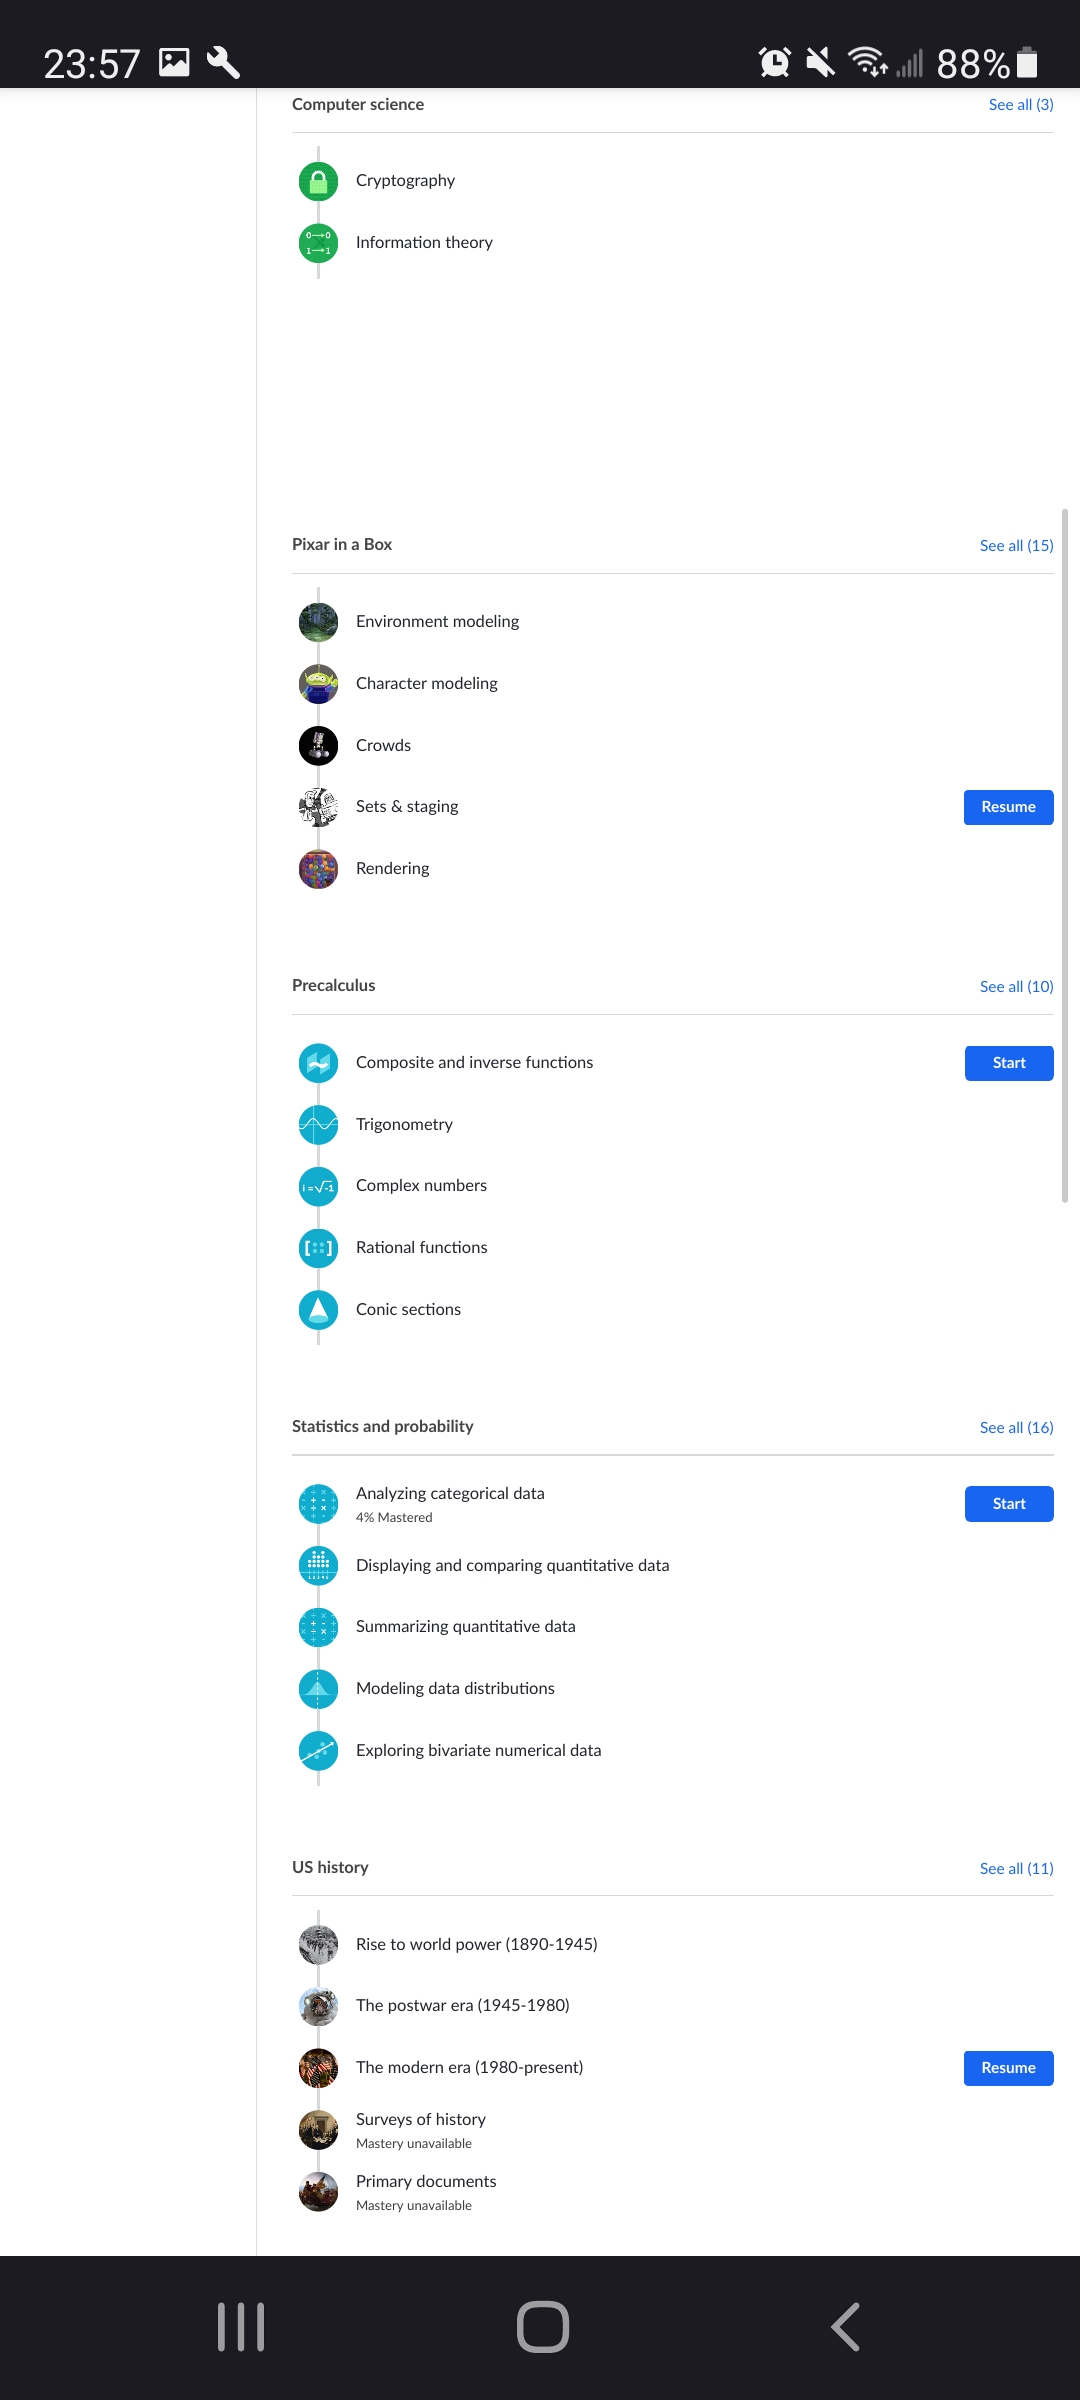 23:57
88%
Computer science
See all (3)
Cryptography
Information theory
Pixar in a Box
See all (15)
Environment modeling
Character modeling
Crowds
Sets & staging
Resume
Rendering
Precalculus
See all (10)
Composite and inverse functions
Start
Trigonometry
i=√-1
Complex numbers
Rational functions
Conic sections
Statistics and probability
See all (16)
Analyzing categorical data
4% Mastered
Start
Displaying and comparing quantitative data
Summarizing quantitative data
Modeling data distributions
Exploring bivariate numerical data
US history
See all (11)
Rise to world power (1890-1945)
The postwar era (1945-1980)
The modern era (1980-present)
Resume
Surveys of history
Mastery unavailable
Primary documents
Mastery unavailable